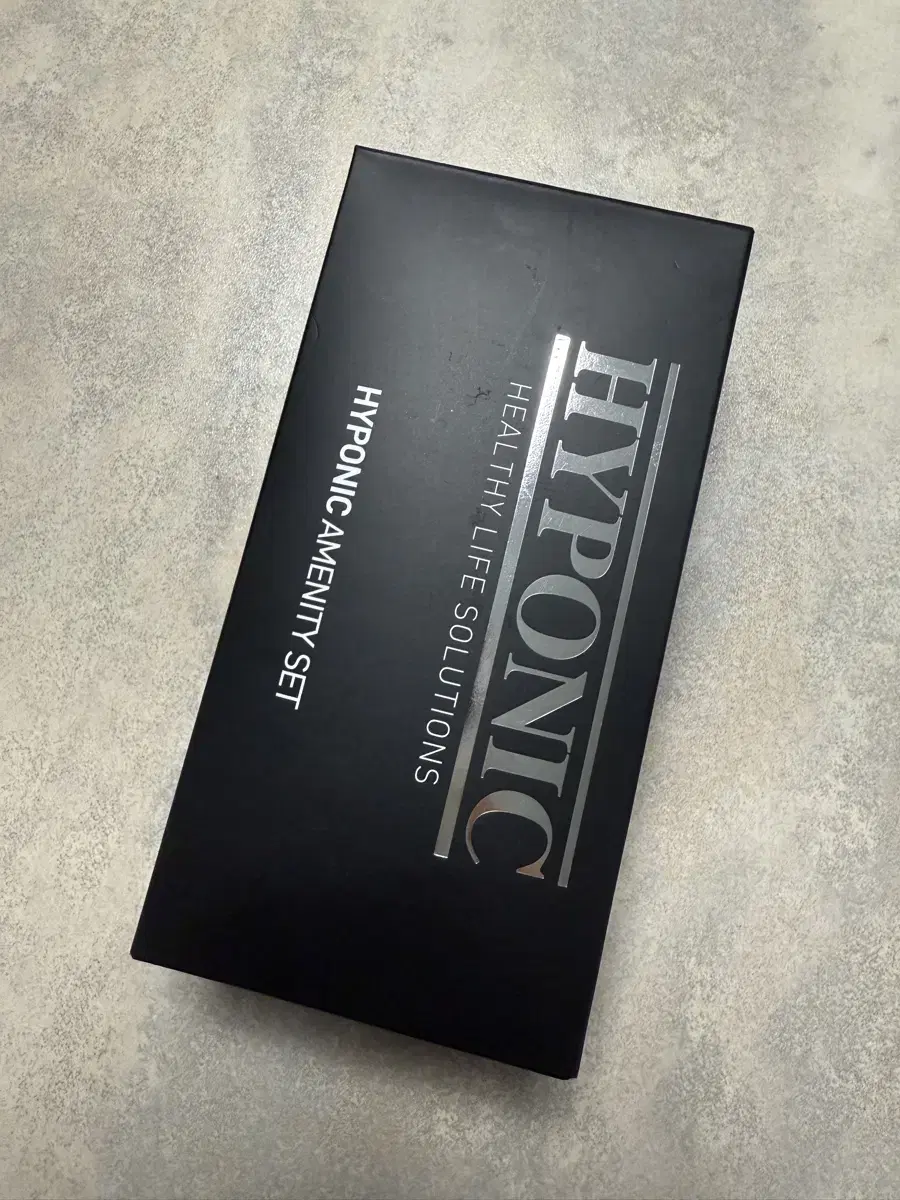 HYPONIC
HEALTHY LIFE SOLUTIONS
HYPONIC AMENITY SET